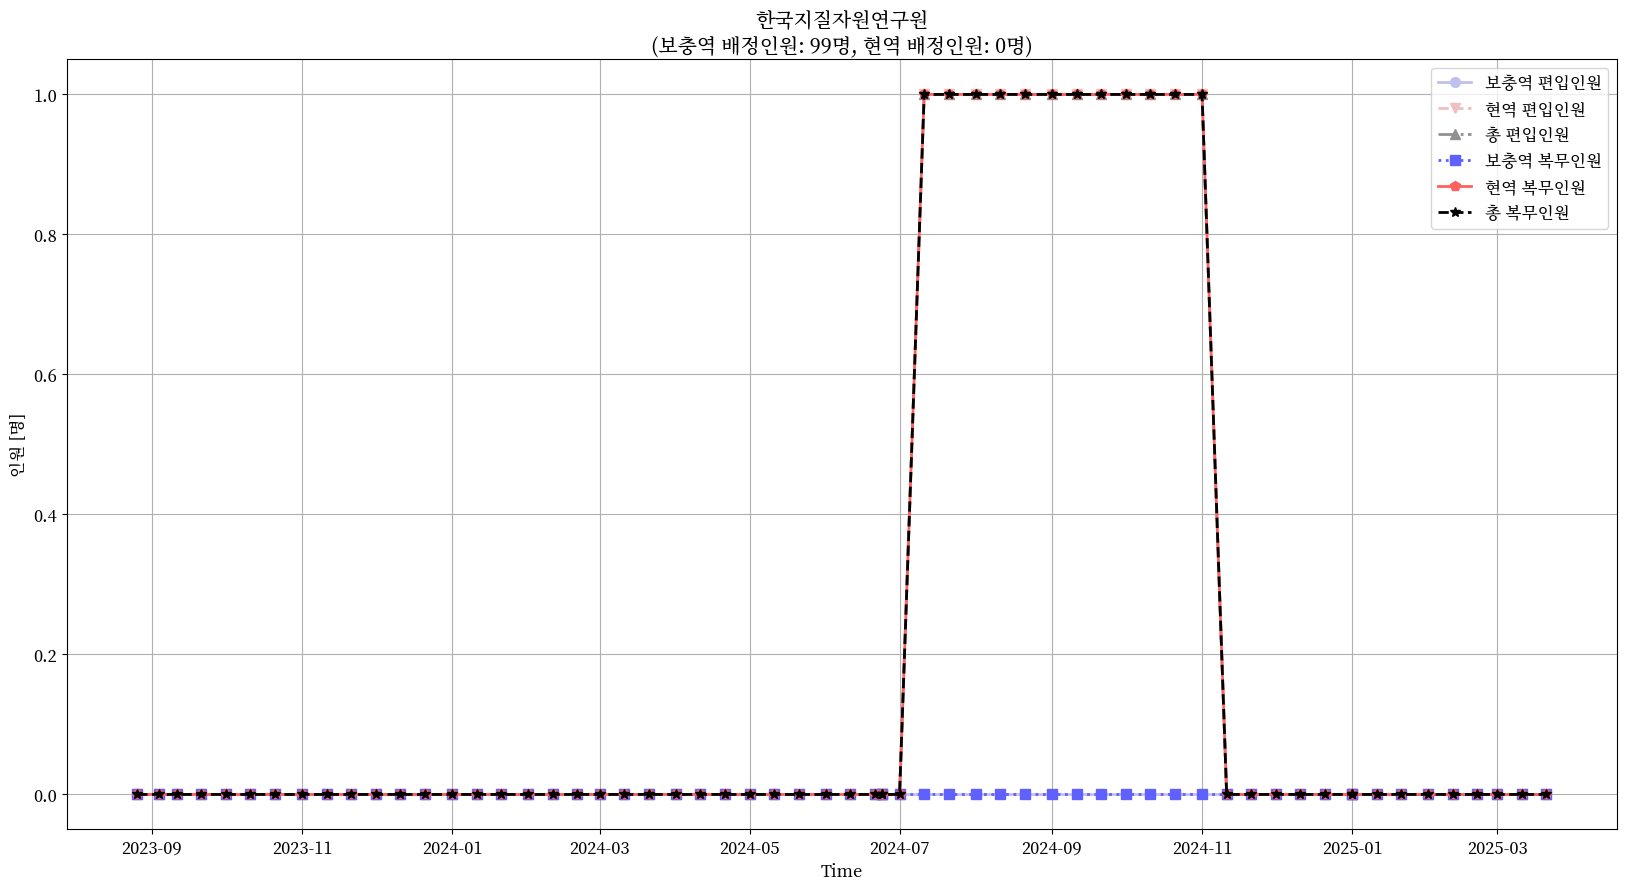 한국지질자원연구원
(보충역 배정인원: 99명, 현역 배정인원: 0명)
보충역 편입인원
현역 편입인원
총 편입인원
보충역 복무인원
현역 복무인원
총 복무인원
인원 [명]
1.0
0.8
0.6
0.4
0.2
0.0
2023-09 2023-11 2024-01 2024-03 2024-05 2024-07 2024-09 2024-11 2025-01 2025-03
Time